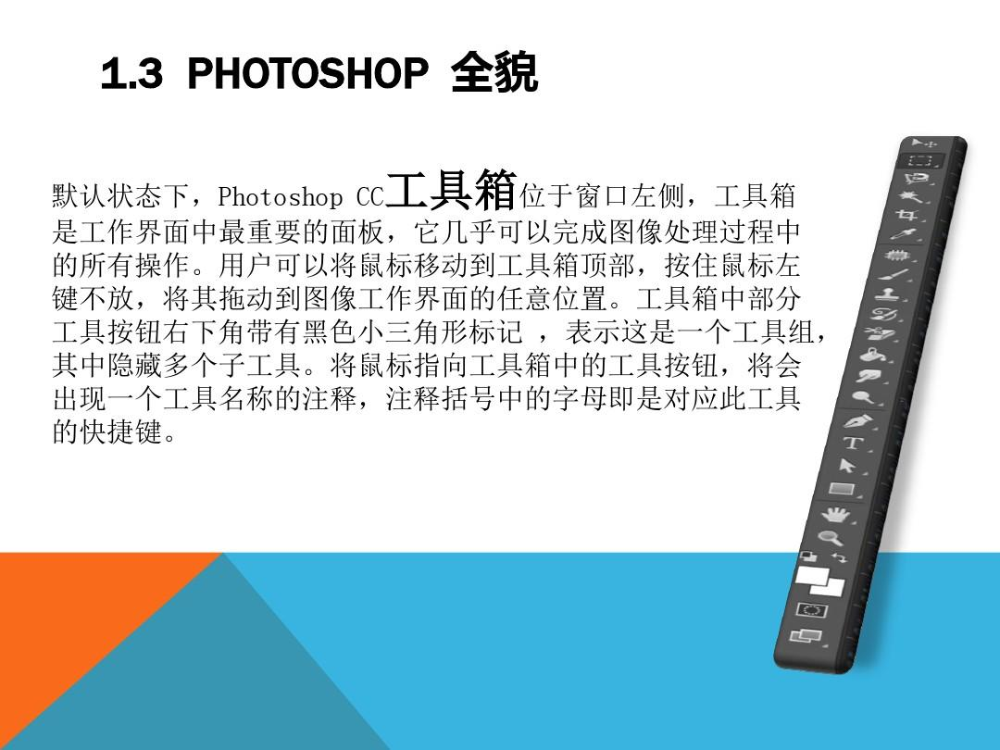 1.3 PHOTOSHOP 全貌
默认状态下，Photoshop CC工具箱位于窗口左侧，工具箱
是工作界面中最重要的面板，它几乎可以完成图像处理过程中
的所有操作。用户可以将鼠标移动到工具箱顶部，按住鼠标左
键不放，将其拖动到图像工作界面的任意位置。工具箱中部分
工具按钮右下角带有黑色小三角形标记 ，表示这是一个工具组，
其中隐藏多个子工具。将鼠标指向工具箱中的工具按钮，将会
出现一个工具名称的注释，注释括号中的字母即是对应此工具
的快捷键。
T